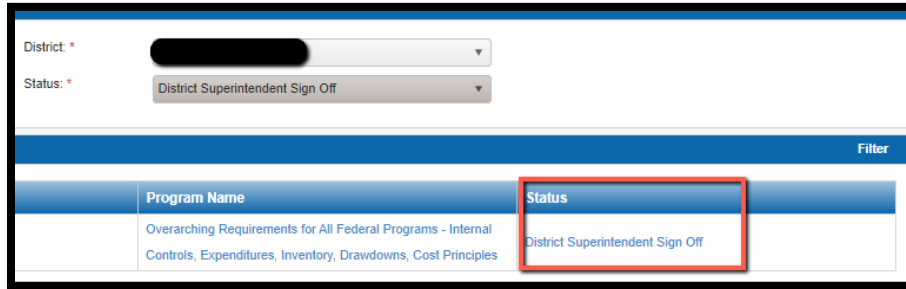 District: *
Status: *
District Superintendent Sign Off
Filter
Program Name
Status
Overarching Requirements for All Federal Programs - Internal
Controls, Expenditures, Inventory, Drawdowns, Cost Principles
District Superintendent Sign Off